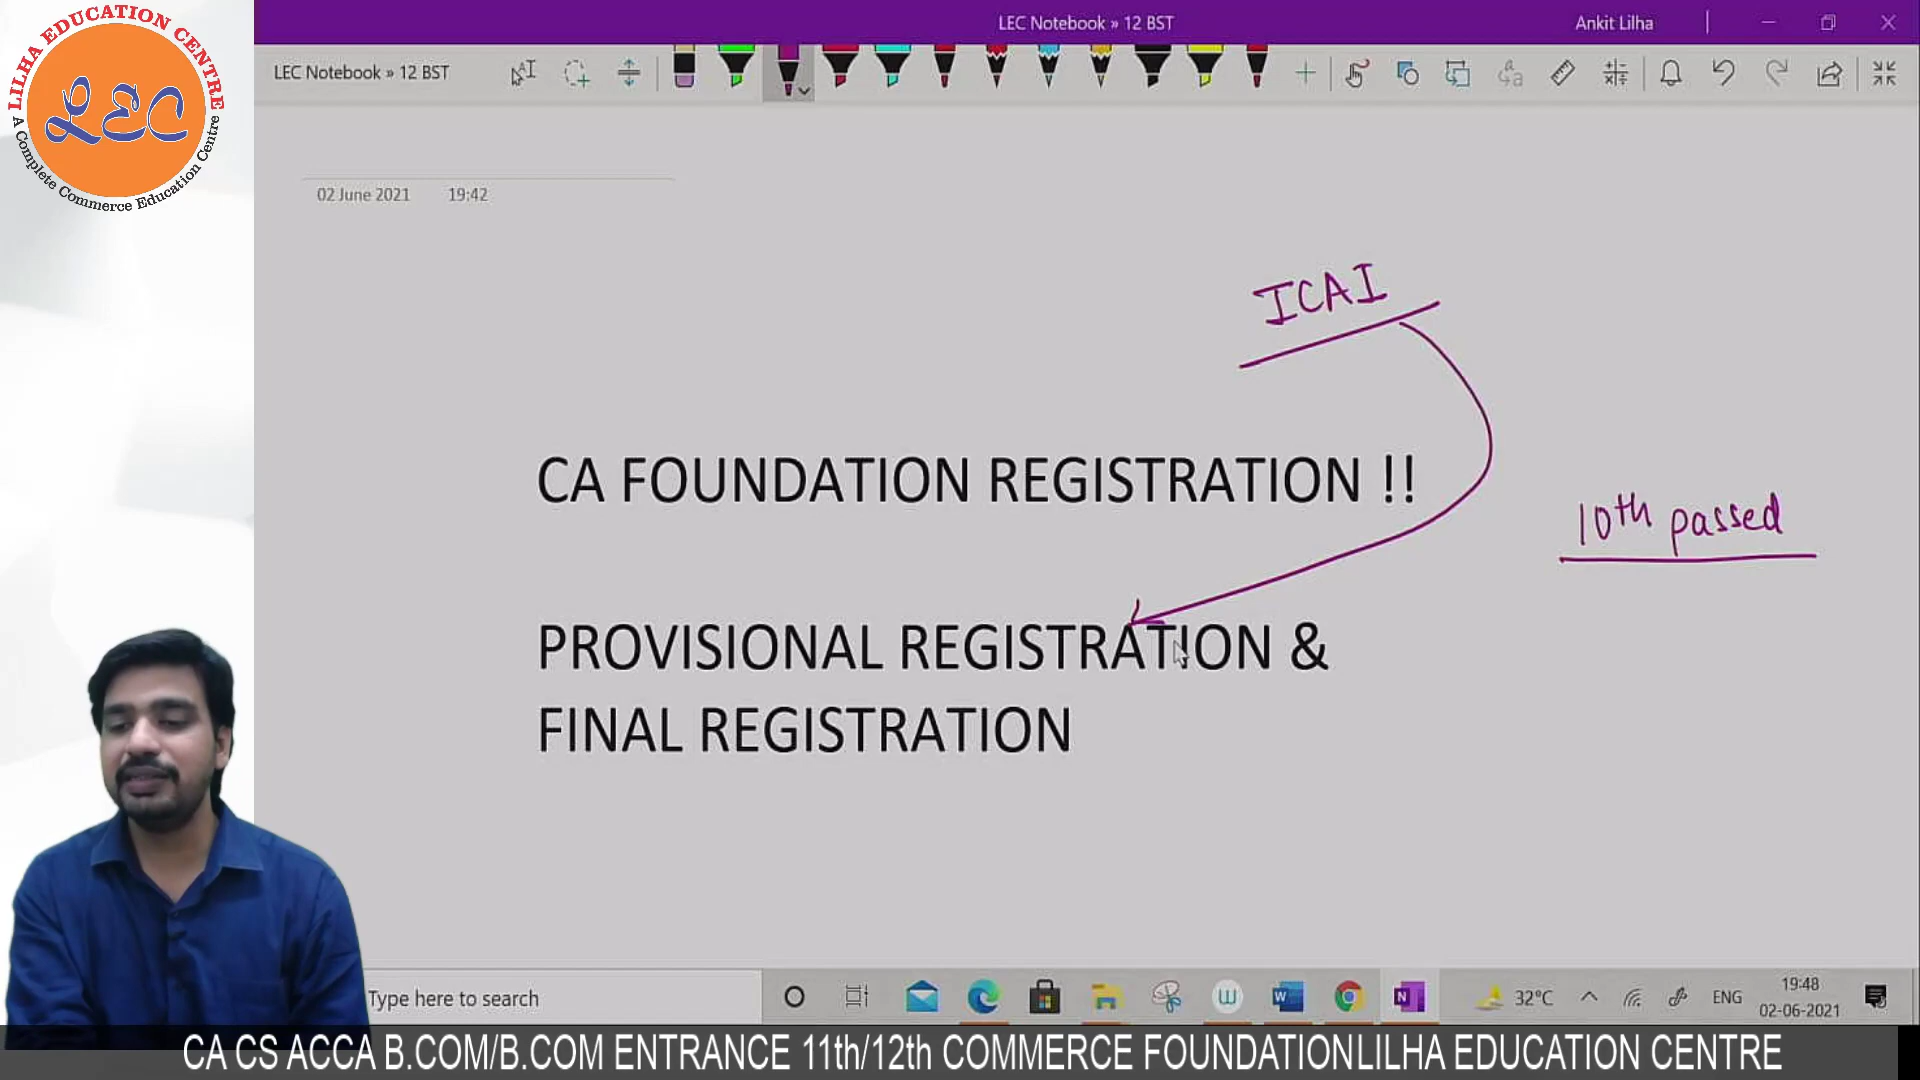 LILHA EDUCATION CENTRE
LEC
A Complete Commerce Education Centre
LEC Notebook » 12 BST
Ankit Lilha
LEC Notebook » 12 BST
02 June 2021 19:42
ICAI
CA FOUNDATION REGISTRATION !!
10th passed
PROVISIONAL REGISTRATION &
FINAL REGISTRATION
Type here to search
32°C
ENG
19:48
02-06-2021
CA CS ACCA B.COM/B.COM ENTRANCE 11th/12th COMMERCE FOUNDATIONLILHA EDUCATION CENTRE